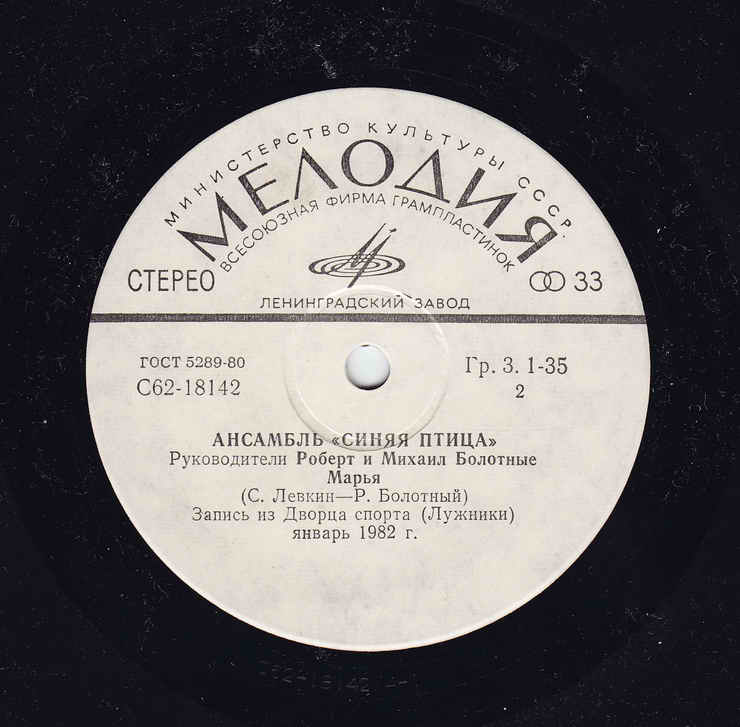 МИНИСТЕРСТВО КУЛЬТУРЫ СССР.
МЕЛОДИЯ
ВСЕСОЮЗНАЯ ФИРМА ГРАМПЛАСТИНОК
СТЕРЕО
33
ЛЕНИНГРАДСКИЙ ЗАВОД
ГОСТ 5289-80
Гр. 3. 1-35
С62-18142
2
АНСАМБЛЬ «СИНЯЯ ПТИЦА»
Руководители Роберт и Михаил Болотные
Марья
(С. Левкин—Р. Болотный)
Запись из Дворца спорта (Лужники)
январь 1982 г.